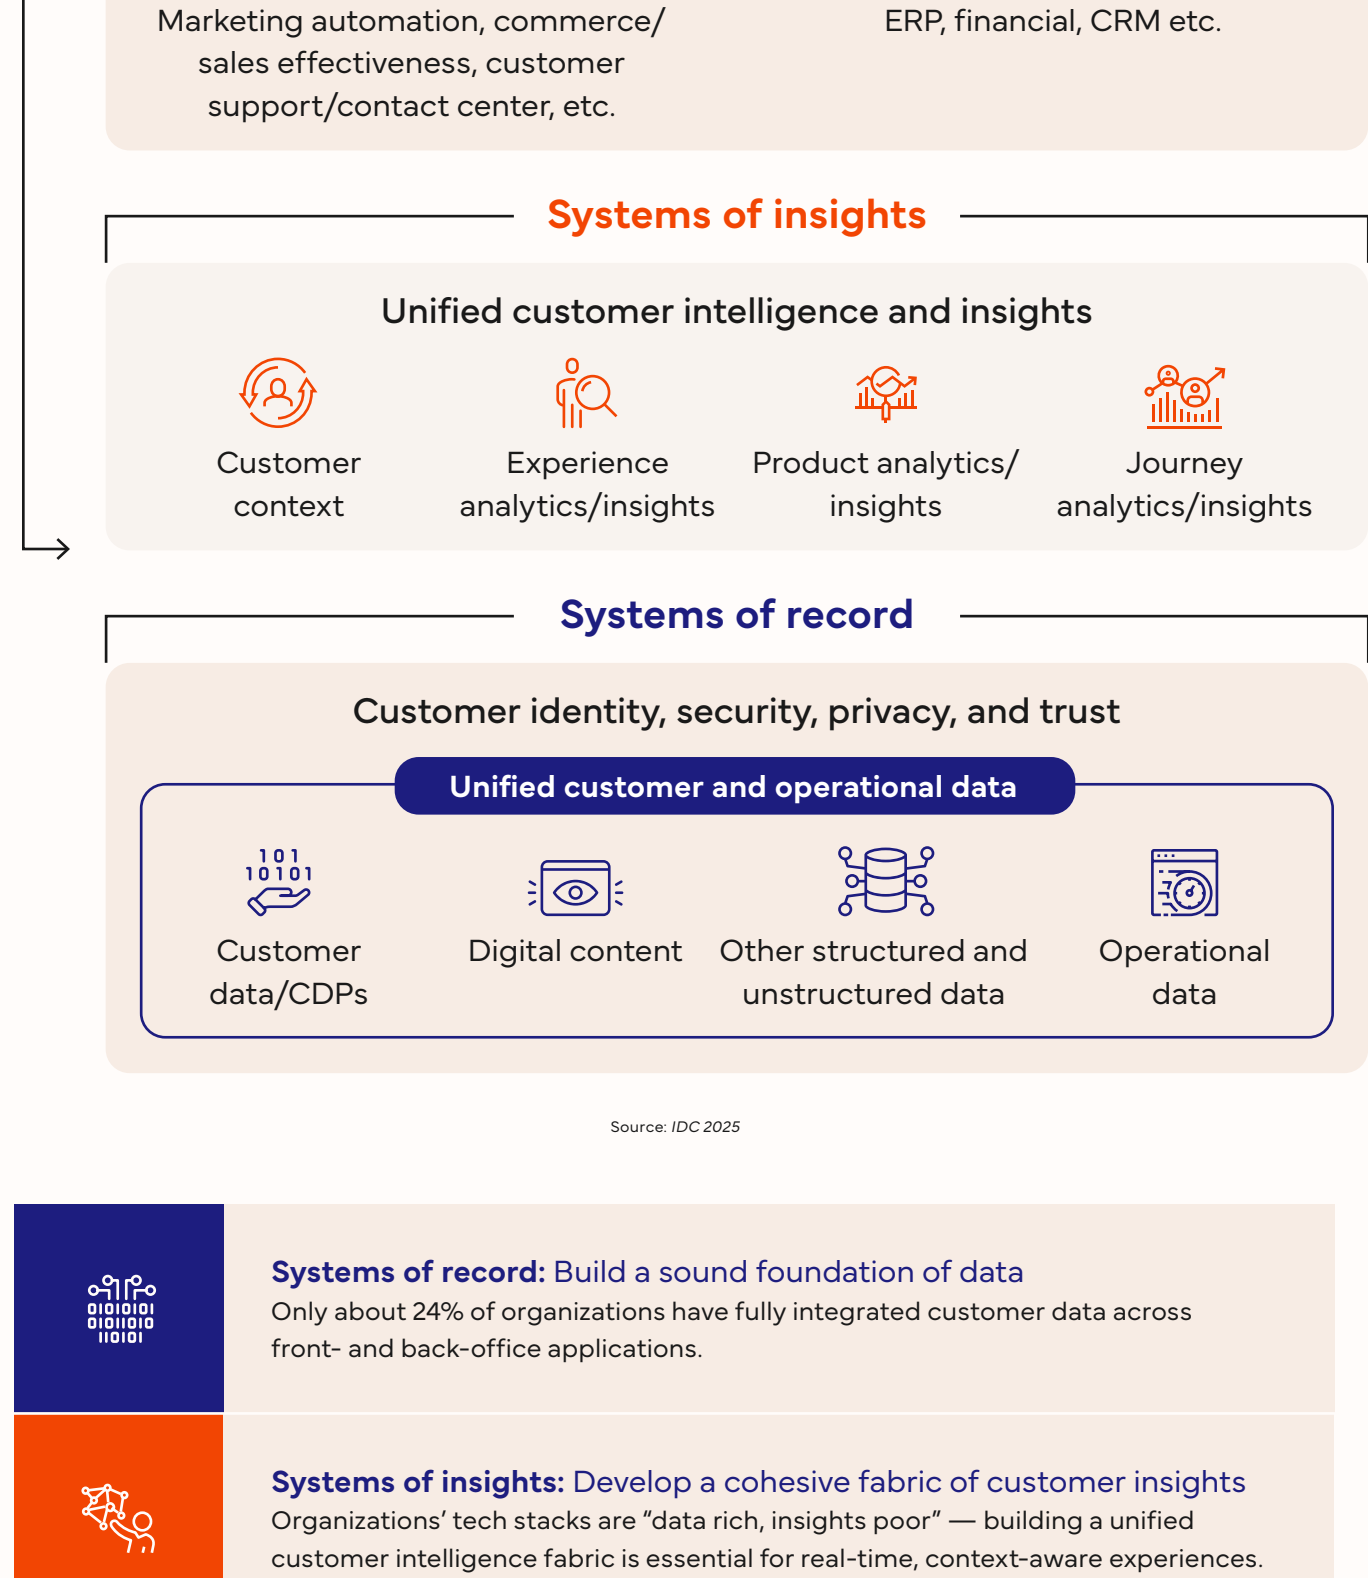 Marketing automation, commerce/
sales effectiveness, customer
support/contact center, etc.
ERP, financial, CRM etc.
Systems of insights
Unified customer intelligence and insights
Customer
context
Experience
analytics/insights
Product analytics/
insights
Journey
analytics/insights
Systems of record
Customer identity, security, privacy, and trust
Unified customer and operational data
101
10101
Customer
data/CDPs
Digital content
Other structured and
unstructured data
Operational
data
Source: IDC 2025
01010101
01011010
110101
Systems of record: Build a sound foundation of data
Only about 24% of organizations have fully integrated customer data across
front- and back-office applications.
Systems of insights: Develop a cohesive fabric of customer insights
Organizations’ tech stacks are “data rich, insights poor” — building a unified
customer intelligence fabric is essential for real-time, context-aware experiences.